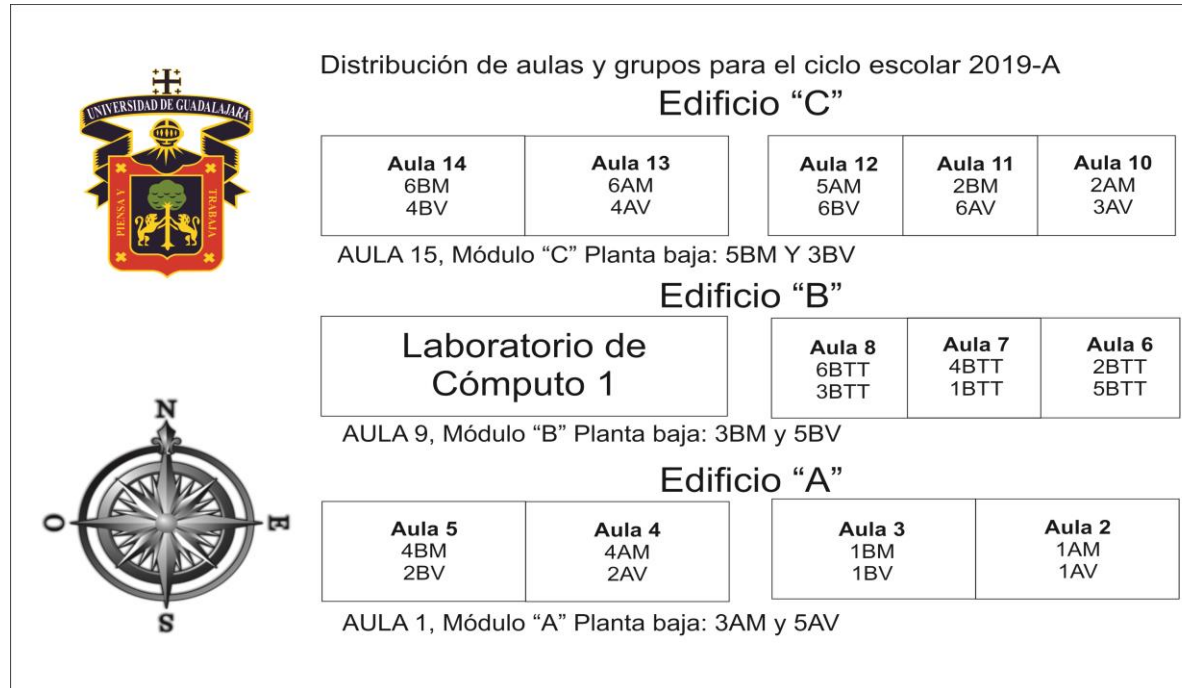 Distribución de aulas y grupos para el ciclo escolar 2019-A
UNIVERSIDAD DE GUADALAJARA
PIENSA Y
TRABAJA
Edificio “C”
Aula 14
6BM
4BV
Aula 13
6AM
4AV
Aula 12
5AM
6BV
Aula 11
2BM
6AV
Aula 10
2AM
3AV
AULA 15, Módulo “C” Planta baja: 5BM Y 3BV
Edificio “B”
Laboratorio de
Cómputo 1
Aula 8
6BTT
3BTT
Aula 7
4BTT
1BTT
Aula 6
2BTT
5BTT
AULA 9, Módulo “B” Planta baja: 3BM y 5BV
N
O
E
S
Edificio “A”
Aula 5
4BM
2BV
Aula 4
4AM
2AV
Aula 3
1BM
1BV
Aula 2
1AM
1AV
AULA 1, Módulo “A” Planta baja: 3AM y 5AV